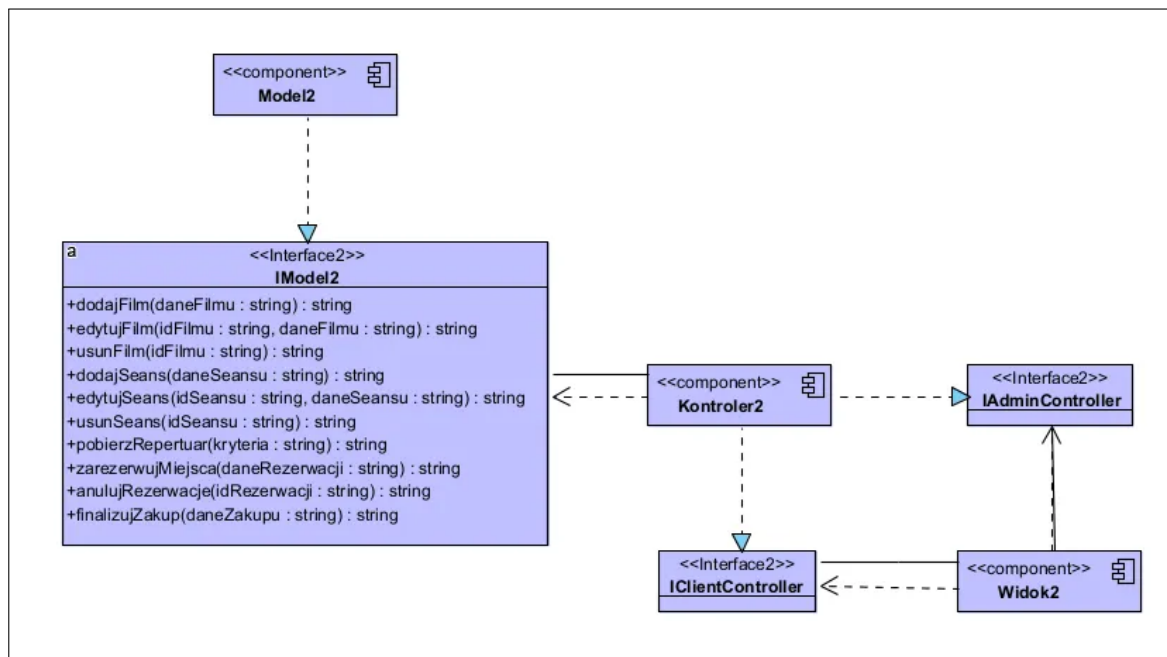 <<component>>
Model2
a
<<Interface2>>
IModel2
+dodajFilm(daneFilmu : string) : string
+edytujFilm(idFilmu : string, daneFilmu : string) : string
+usunFilm(idFilmu : string) : string
+dodajSeans(daneSeansu : string) : string
+edytujSeans(idSeansu : string, daneSeansu : string) : string
+usunSeans(idSeansu : string) : string
+pobierzRepertuar(kryteria : string) : string
+zarezerwujMiejsca(daneRezerwacji : string) : string
+anulujRezerwacje(idRezerwacji : string) : string
+finalizujZakup(daneZakupu : string) : string
<<component>>
Kontroler2
<<Interface2>>
IAdminController
<<Interface2>>
IClientController
<<component>>
Widok2